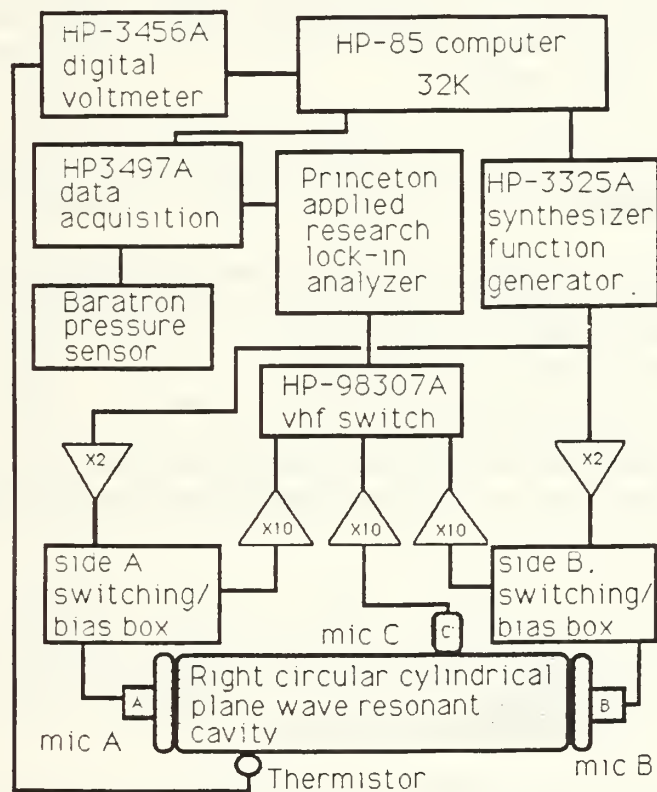 HP-3456A
digital
voltmeter
HP-85 computer
32K
HP3497A
data
acquisition
Princeton
applied
research
lock-in
analyzer
HP-3325A
synthesizer
function
generator.
Baratron
pressure
sensor
HP-98307A
vhf switch
X2
X2
X10
X10
X10
side A
switching/
bias box
side B.
switching/
bias box
mic C
C
A
Right circular cylindrical
plane wave resonant
cavity
B
mic A
mic B
Thermistor